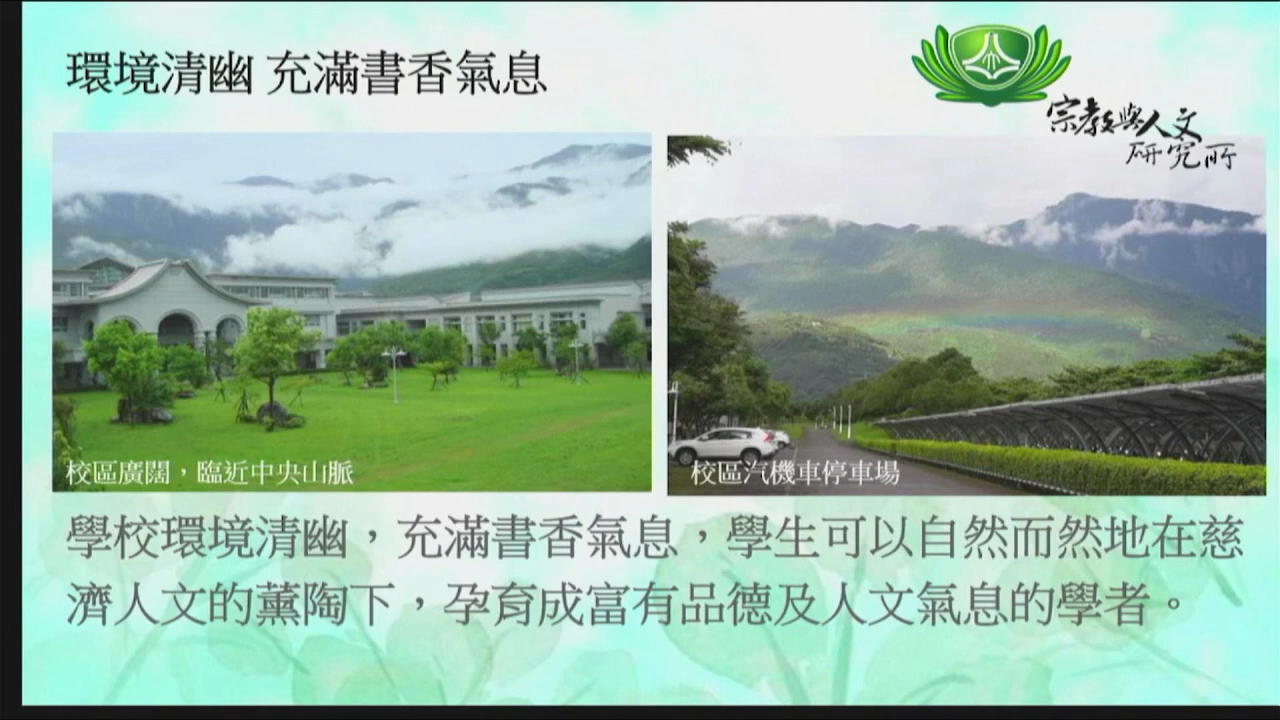 環境清幽 充滿書香氣息
宗教與人文
研究所
校區廣闊，臨近中央山脈
校區汽機車停車場
學校環境清幽，充滿書香氣息，學生可以自然而然地在慈
濟人文的薰陶下，孕育成富有品德及人文氣息的學者。